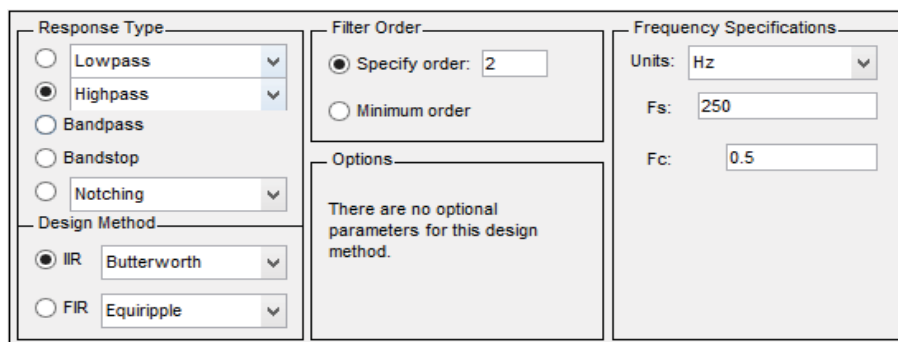 Response Type
Lowpass
Highpass
Bandpass
Bandstop
Notching
Design Method
IIR Butterworth
FIR Equiripple
Filter Order
Specify order: 2
Minimum order
Options
There are no optional
parameters for this design
method.
Frequency Specifications
Units: Hz
Fs: 250
Fc: 0.5